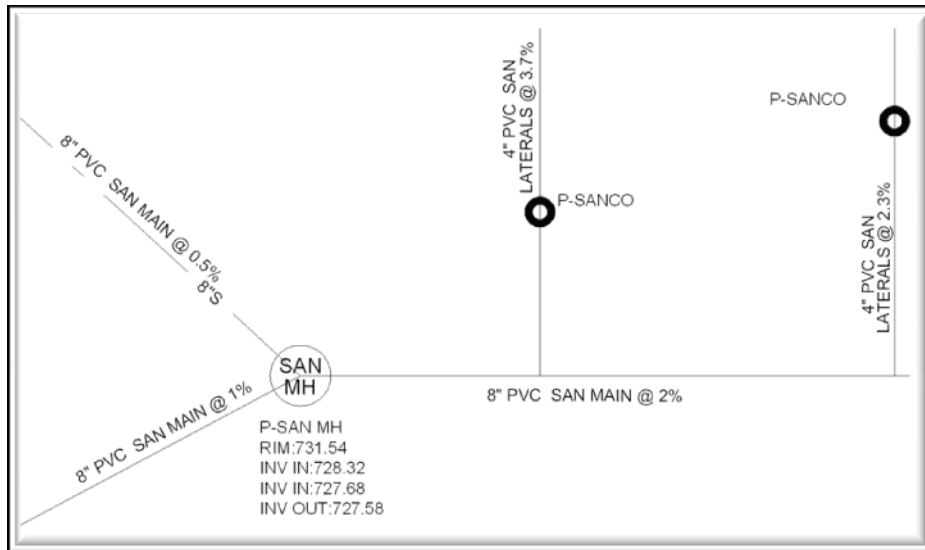 4" PVC SAN
LATERALS @ 3.7%
P-SANCO
P-SANCO
4" PVC SAN
LATERALS @ 2.3%
8" PVC SAN MAIN @ 0.5%
8"S
SAN
MH
8" PVC SAN MAIN @ 2%
8" PVC SAN MAIN @ 1%
P-SAN MH
RIM:731.54
INV IN:728.32
INV IN:727.68
INV OUT:727.58